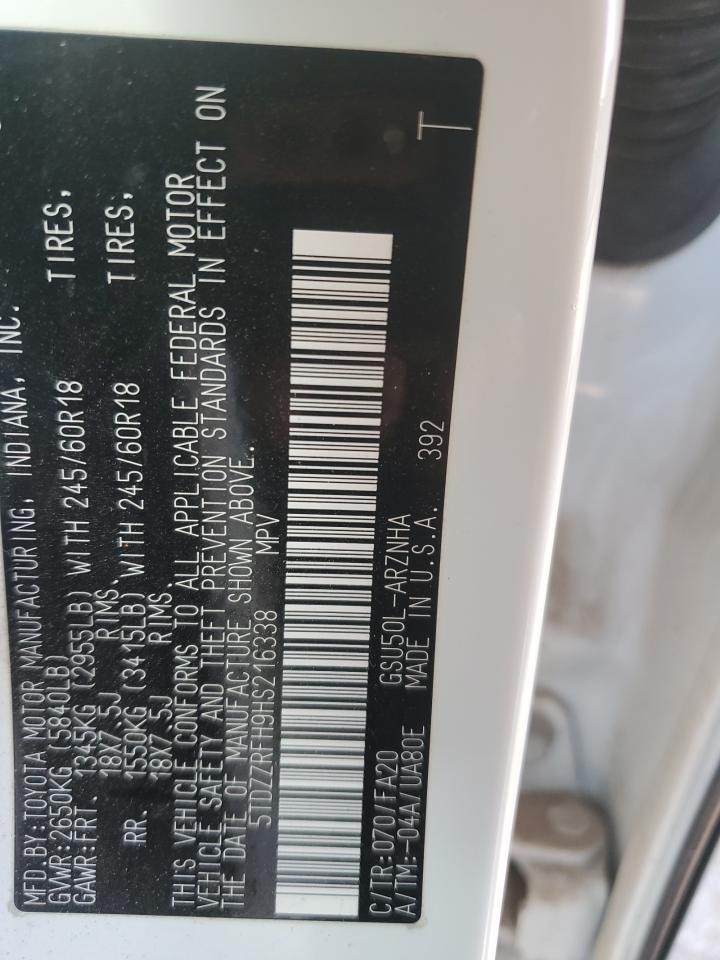 MFD.BY:TOYOTA MOTOR MANUFACTURING, INDIANA, INC.
GVWR:2650KG (5840LB)
GAWR:FRT. 1345KG (2955LB) WITH 245/60R18 TIRES,
18X7.5J RIMS,
RR. 1550KG (3415LB) WITH 245/60R18 TIRES,
18X7.5J RIMS.
THIS VEHICLE CONFORMS TO ALL APPLICABLE FEDERAL MOTOR
VEHICLE SAFETY AND THEFT PREVENTION STANDARDS IN EFFECT ON
THE DATE OF MANUFACTURE SHOWN ABOVE.
5TDZZRFH9HS216338 MPV
C/TR:070/FA20 GSU50L-ARZNHA
A/TM:-04A/UA80E MADE IN U.S.A. 392
T